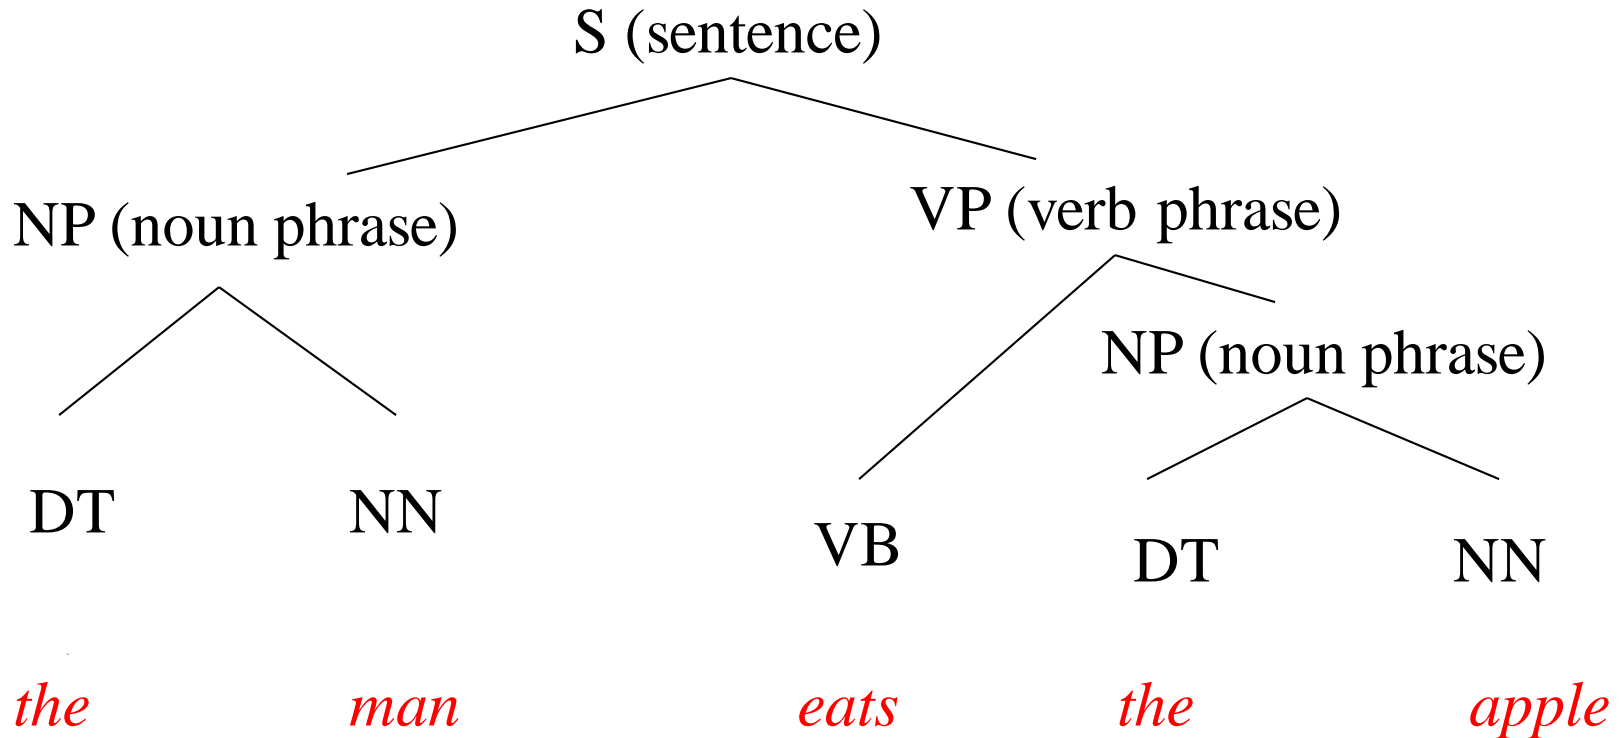 S (sentence)
NP (noun phrase)
VP (verb phrase)
NP (noun phrase)
DT NN VB DT NN
the man eats the apple